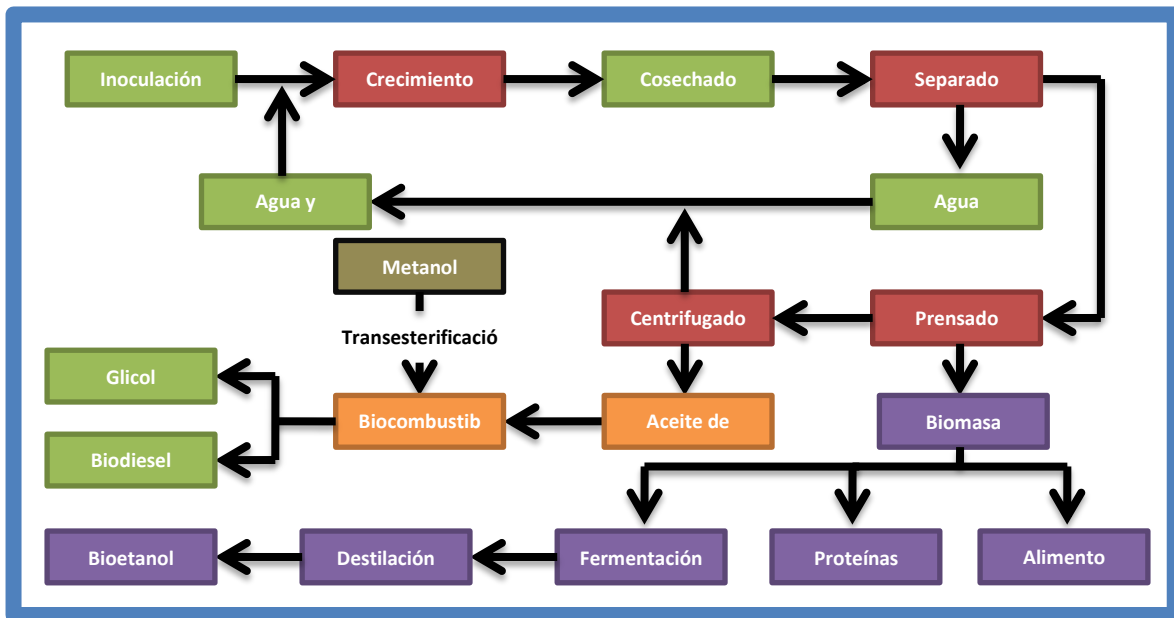 Inoculación
Crecimiento
Cosechado
Separado
Agua y
Agua
Metanol
Centrifugado
Prensado
Transesterificació
Glicol
Biocombustib
Aceite de
Biomasa
Biodiesel
Bioetanol
Destilación
Fermentación
Proteínas
Alimento